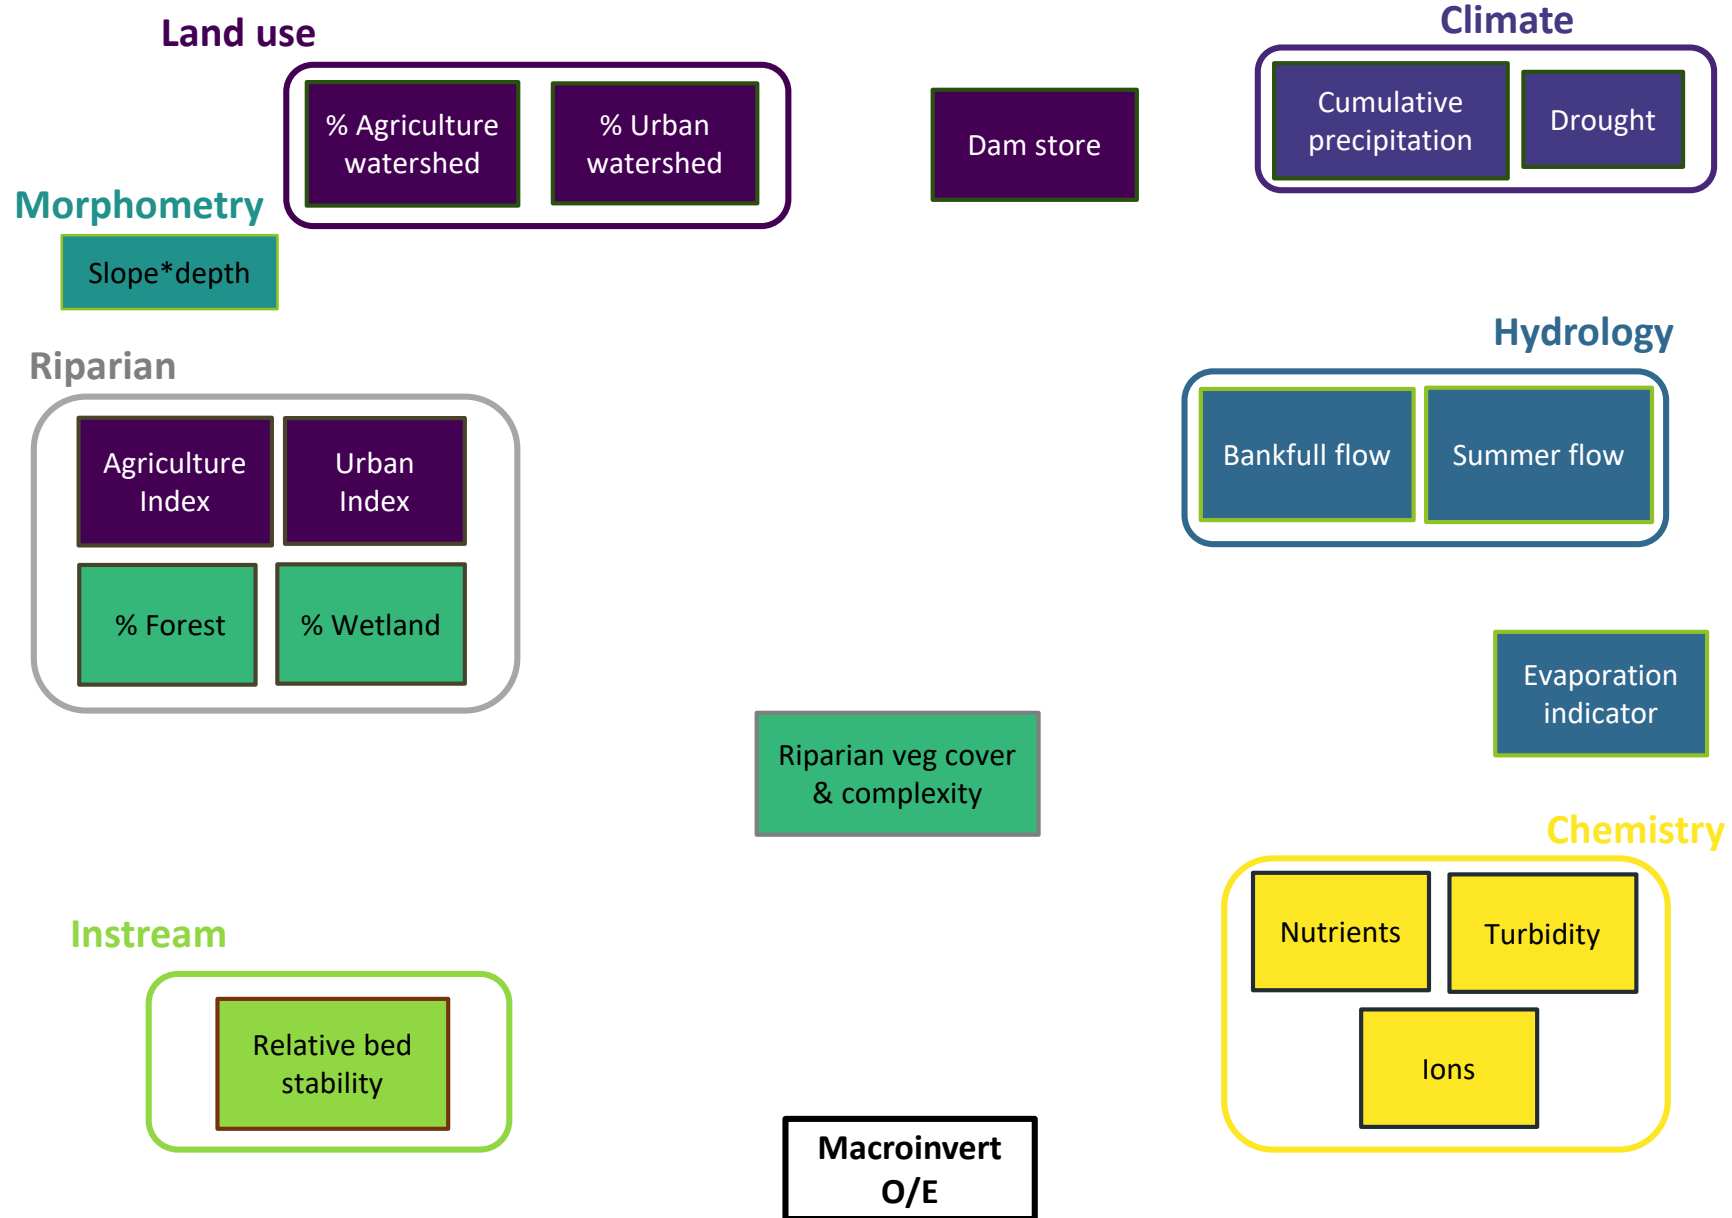 Land use
% Agriculture
watershed
% Urban
watershed
Dam store
Climate
Cumulative
precipitation
Drought
Morphometry
Slope*depth
Riparian
Agriculture
Index
Urban
Index
% Forest
% Wetland
Hydrology
Bankfull flow
Summer flow
Evaporation
indicator
Riparian veg cover
& complexity
Chemistry
Nutrients
Turbidity
Ions
Instream
Relative bed
stability
Macroinvert
O/E